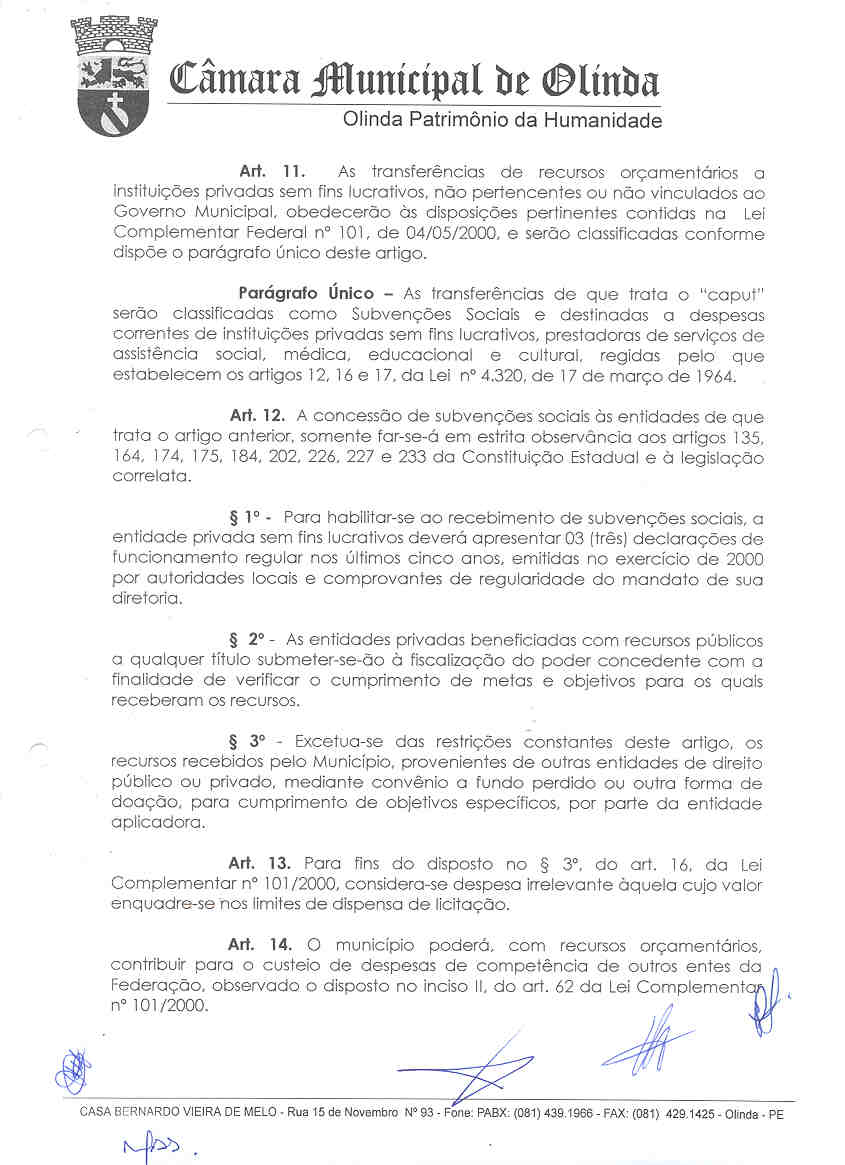 Câmara Municipal de Olinda
Olinda Patrimônio da Humanidade
Art. 11. As transferências de recursos orçamentários a
instituições privadas sem fins lucrativos, não pertencentes ou não vinculados ao
Governo Municipal, obedecerão às disposições pertinentes contidas na Lei
Complementar Federal nº 101, de 04/05/2000, e serão classificadas conforme
dispõe o parágrafo único deste artigo.
Parágrafo Único – As transferências de que trata o “caput”
serão classificadas como Subvenções Sociais e destinadas a despesas
correntes de instituições privadas sem fins lucrativos, prestadoras de serviços de
assistência social, médica, educacional e cultural, regidas pelo que
estabelecem os artigos 12, 16 e 17, da Lei nº 4.320, de 17 de março de 1964.
Art. 12. A concessão de subvenções sociais às entidades de que
trata o artigo anterior, somente far-se-á em estrita observância aos artigos 135,
164, 174, 175, 184, 202, 226, 227 e 233 da Constituição Estadual e à legislação
correlata.
§ 1º - Para habilitar-se ao recebimento de subvenções sociais, a
entidade privada sem fins lucrativos deverá apresentar 03 (três) declarações de
funcionamento regular nos últimos cinco anos, emitidas no exercício de 2000
por autoridades locais e comprovantes de regularidade do mandato de sua
diretoria.
§ 2º - As entidades privadas beneficiadas com recursos públicos
a qualquer título submeter-se-ão à fiscalização do poder concedente com a
finalidade de verificar o cumprimento de metas e objetivos para os quais
receberam os recursos.
§ 3º - Excetua-se das restrições constantes deste artigo, os
recursos recebidos pelo Município, provenientes de outras entidades de direito
público ou privado, mediante convênio a fundo perdido ou outra forma de
doação, para cumprimento de objetivos específicos, por parte da entidade
aplicadora.
Art. 13. Para fins do disposto no § 3º, do art. 16, da Lei
Complementar nº 101/2000, considera-se despesa irrelevante àquela cujo valor
enquadre-se nos limites de dispensa de licitação.
Art. 14. O município poderá, com recursos orçamentários,
contribuir para o custeio de despesas de competência de outros entes da
Federação, observado o disposto no inciso II, do art. 62 da Lei Complementar
nº 101/2000.
CASA BERNARDO VIEIRA DE MELO - Rua 15 de Novembro Nº 93 - Fone: PABX: (081) 439.1966 - FAX: (081) 429.1425 - Olinda - PE